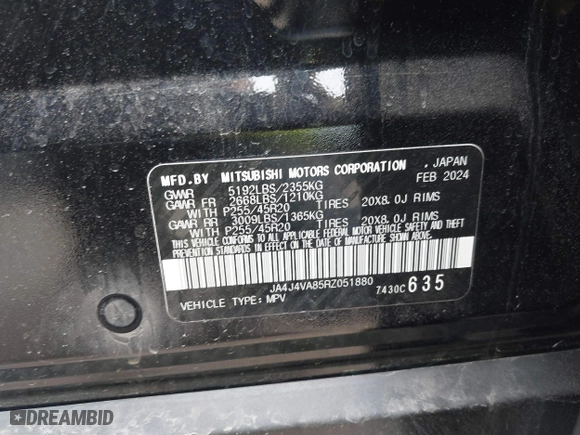 MFD.BY MITSUBISHI MOTORS CORPORATION . JAPAN
GVWR 5192LBS/2355KG FEB 2024
GAWR FR 2668LBS/1210KG
WITH P255/45R20 TIRES 20X8.0J RIMS
GAWR RR 3009LBS/1365KG
WITH P255/45R20 TIRES 20X8.0J RIMS
THIS VEHICLE CONFORMS TO ALL APPLICABLE FEDERAL MOTOR VEHICLE SAFETY AND THEFT PREVENTION STANDARDS IN EFFECT ON THE DATE OF MANUFACTURE SHOWN ABOVE.
JA4J4VA85RZ051880
VEHICLE TYPE: MPV 7430C 635
©DREAMBID